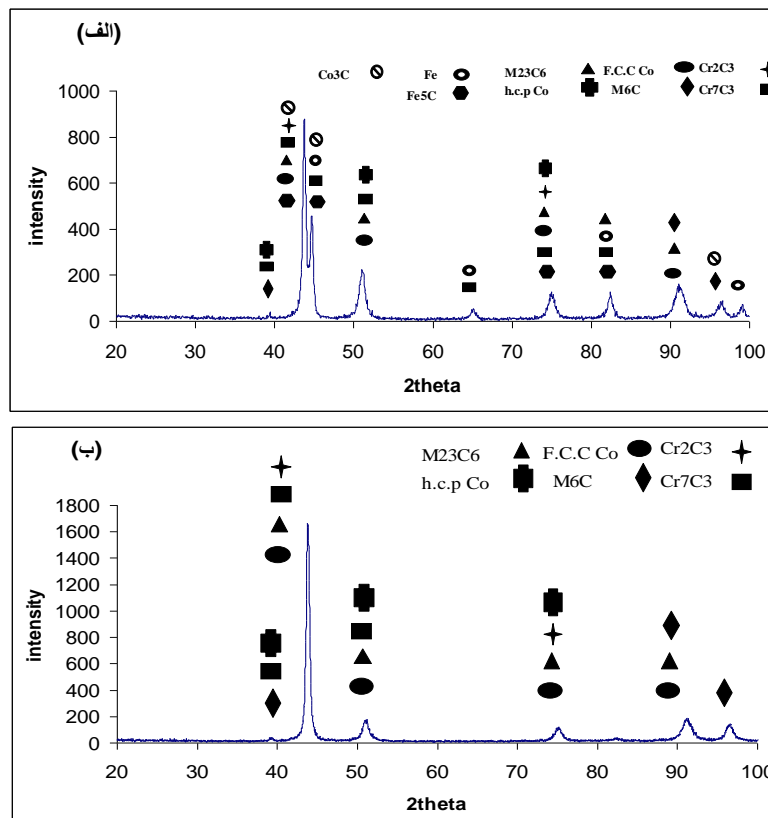 (الف)
Co3C Fe M23C6 F.C.C Co Cr2C3
Fe5C h.c.p Co M6C Cr7C3
1000
800
600
400
200
0
intensity
20 30 40 50 60 70 80 90 100
2theta
(ب)
M23C6 F.C.C Co Cr2C3
h.c.p Co M6C Cr7C3
1800
1600
1400
1200
1000
800
600
400
200
0
intensity
20 30 40 50 60 70 80 90 100
2theta